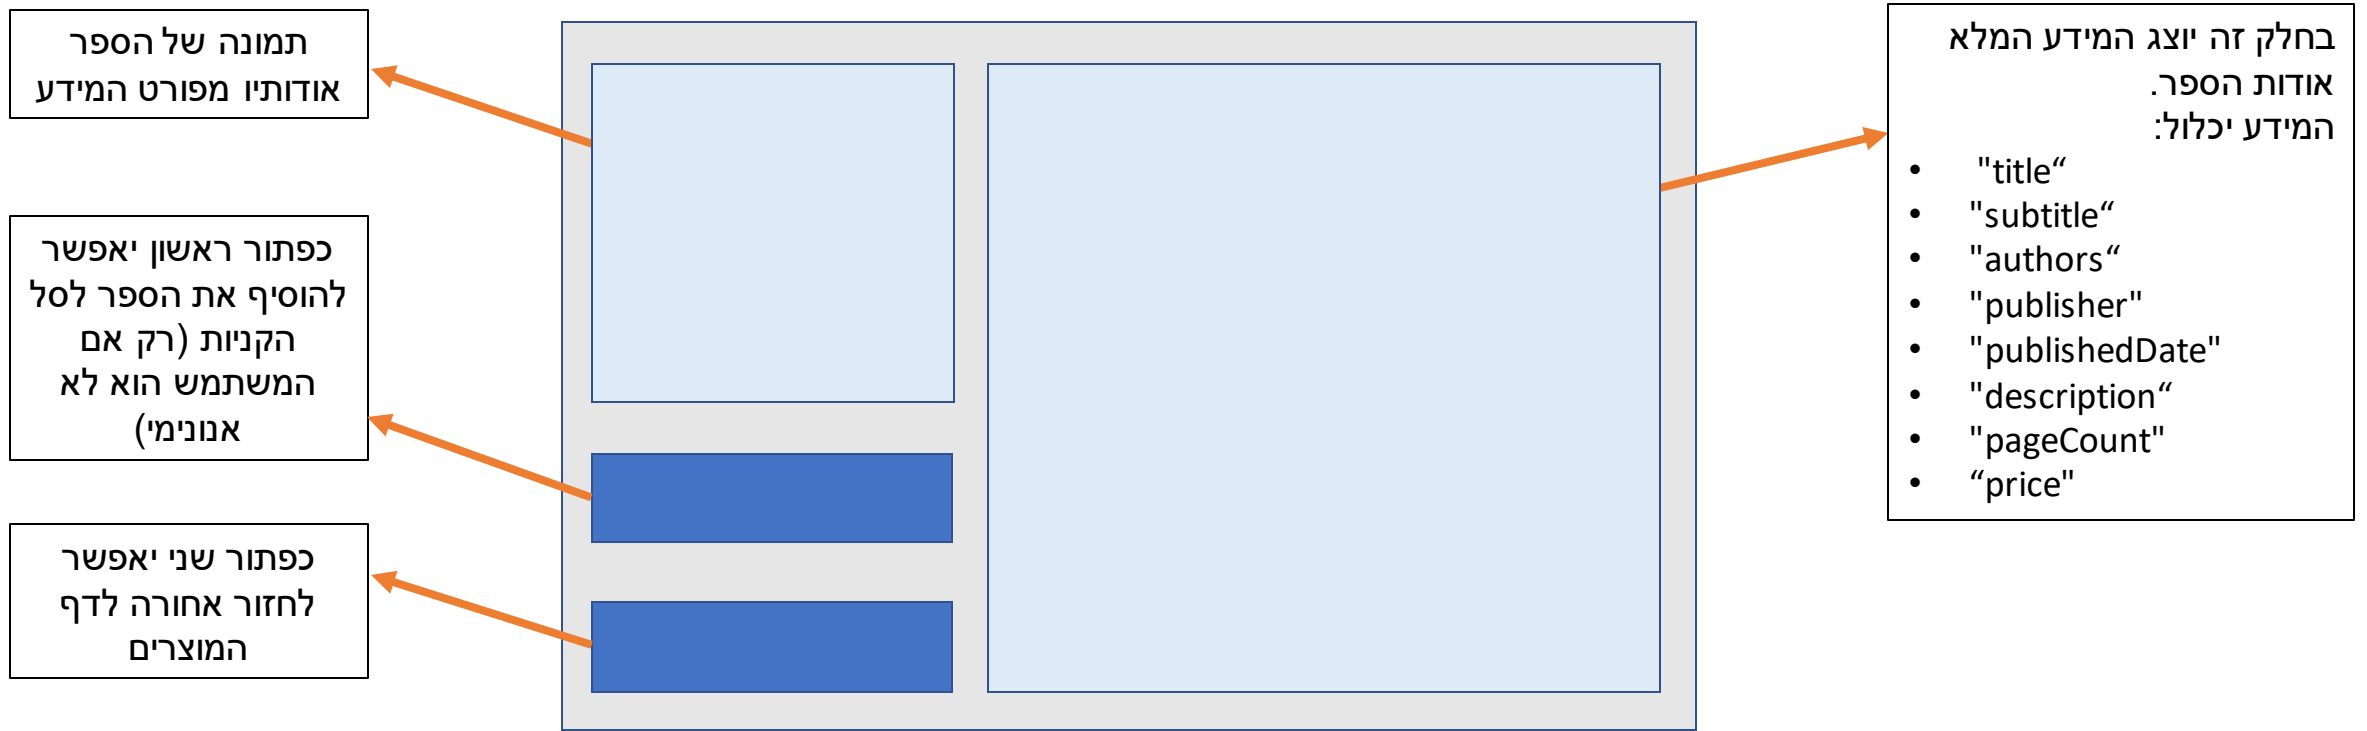 תמונה של הספר
אודותיו מפורט המידע
כפתור ראשון יאפשר
להוסיף את הספר לסל
הקניות (רק אם
המשתמש הוא לא
אנונימי)
כפתור שני יאפשר
לחזור אחורה לדף
המוצרים
בחלק זה יוצג המידע המלא
אודות הספר.
המידע יכלול:
• "title“
• "subtitle“
• "authors“
• "publisher"
• "publishedDate"
• "description“
• "pageCount"
• “price"